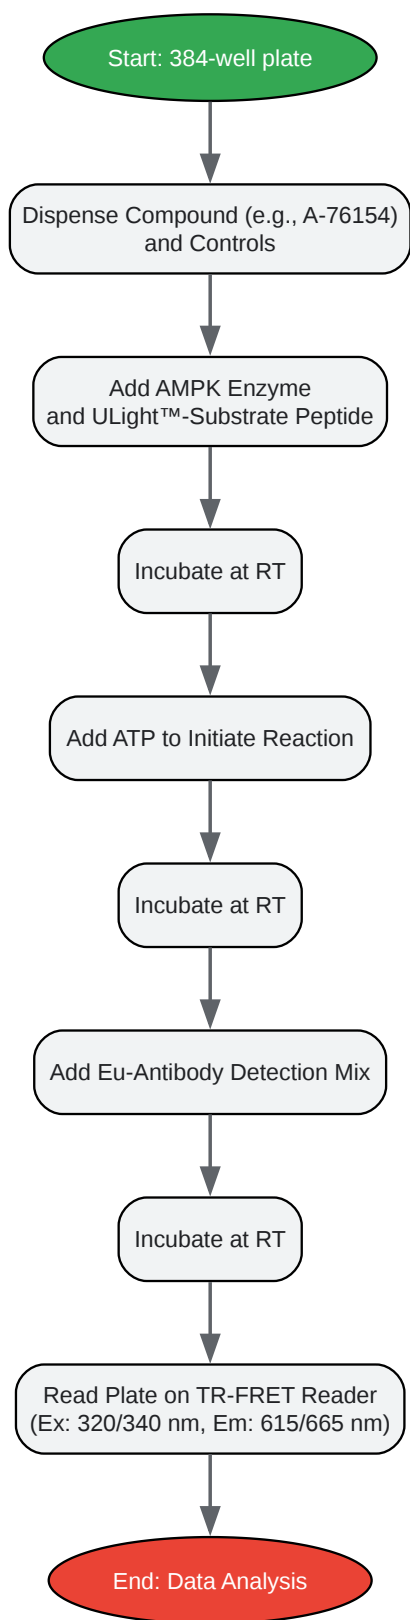 Start: 384-well plate
Dispense Compound (e.g., A-76154)
and Controls
Add AMPK Enzyme
and ULight™-Substrate Peptide
Incubate at RT
Add ATP to Initiate Reaction
Incubate at RT
Add Eu-Antibody Detection Mix
Incubate at RT
Read Plate on TR-FRET Reader
(Ex: 320/340 nm, Em: 615/665 nm)
End: Data Analysis